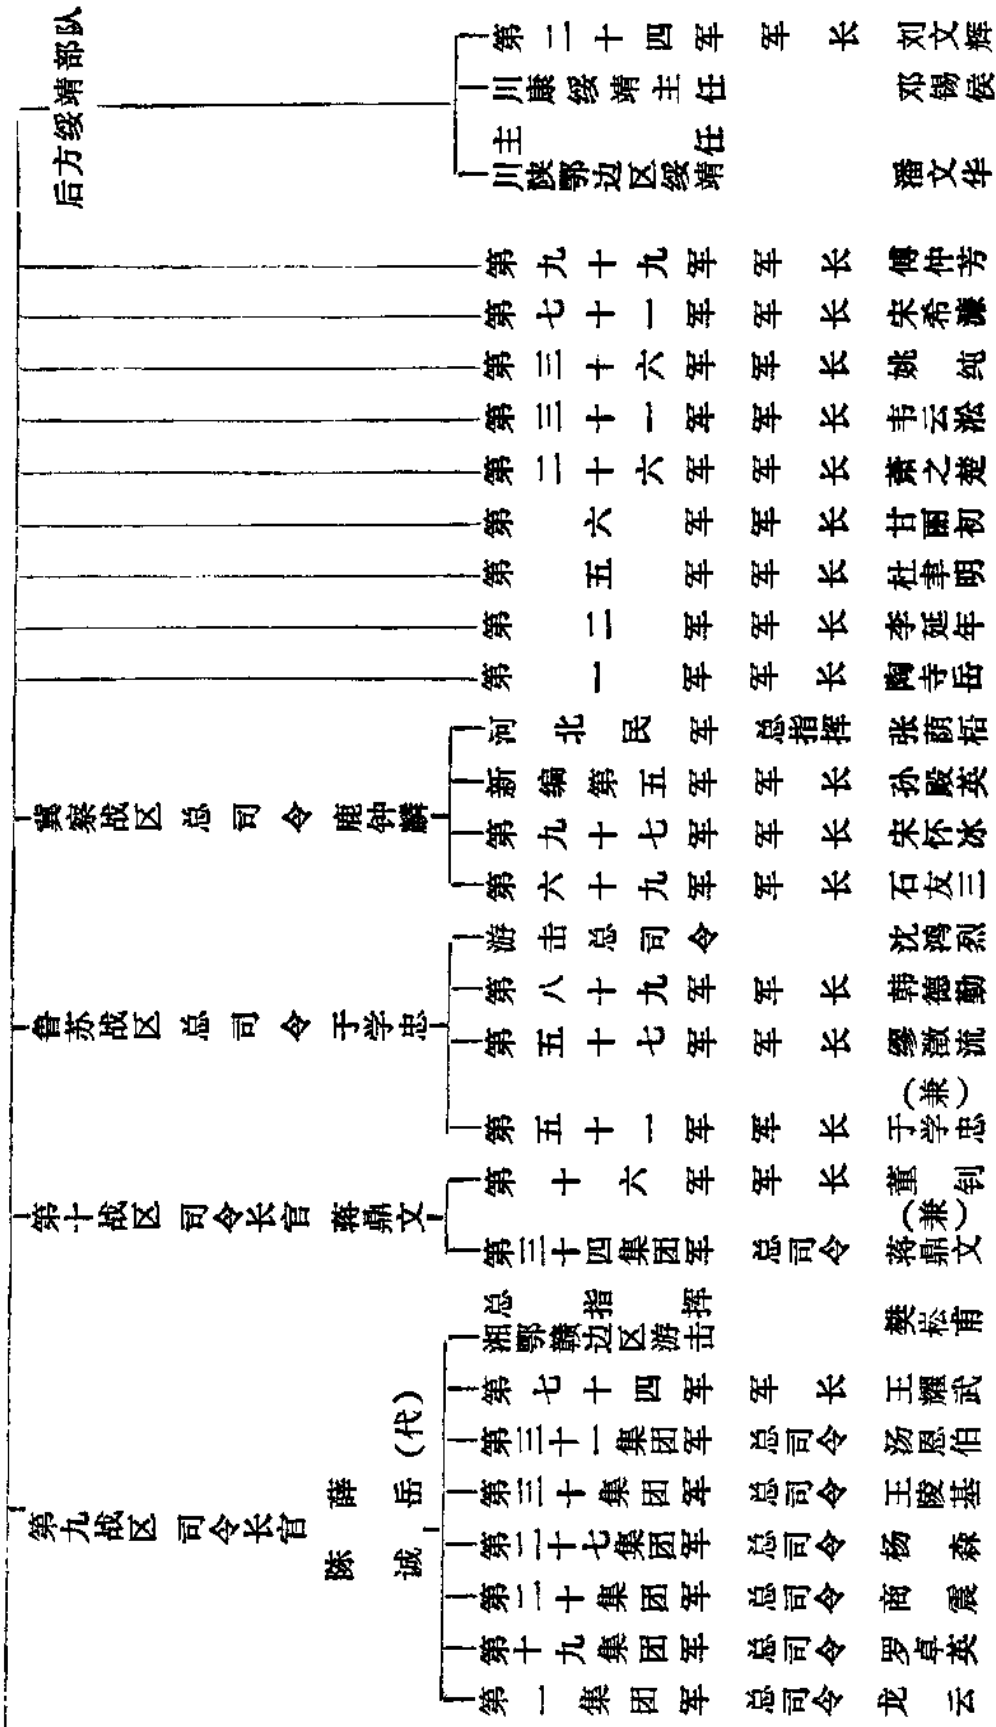 后方绥靖部队
第二十四军 军长 刘文辉
川康绥靖主任 邓锡侯
川陕鄂边区绥靖
主任 潘文华
第九十九军 军长 傅仲芳
第七十一军 军长 宋希濂
第三十六军 军长 姚纯
第三十一军 军长 韦云淞
第二十六军 军长 萧之楚
第六军 军长 甘丽初
第五军 军长 杜聿明
第二军 军长 李延年
第一军 军长 陶寺岳
冀察战区 总司令 鹿钟麟
河北民军 总指挥 张荫梧
新编第五军 军长 孙殿英
第九十七军 军长 宋怀冰
第六十九军 军长 石友三
鲁苏战区 总司令 于学忠
游击总司令 沈鸿烈
第八十九军 军长 韩德勤
第五十七军 军长 缪澂流
第五十一军 军长 于学忠(兼)
第十战区 司令长官 蒋鼎文
第十六军 军长 董钊
第三十四集团军 总司令 蒋鼎文(兼)
第九战区 司令长官 陈诚
薛岳(代)
湘鄂赣边区游击
总指挥 樊崧甫
第七十四军 军长 王耀武
第三十一集团军 总司令 汤恩伯
第三十集团军 总司令 王陵基
第二十七集团军 总司令 杨森
第二十集团军 总司令 商震
第十九集团军 总司令 罗卓英
第一集团军 总司令 龙云